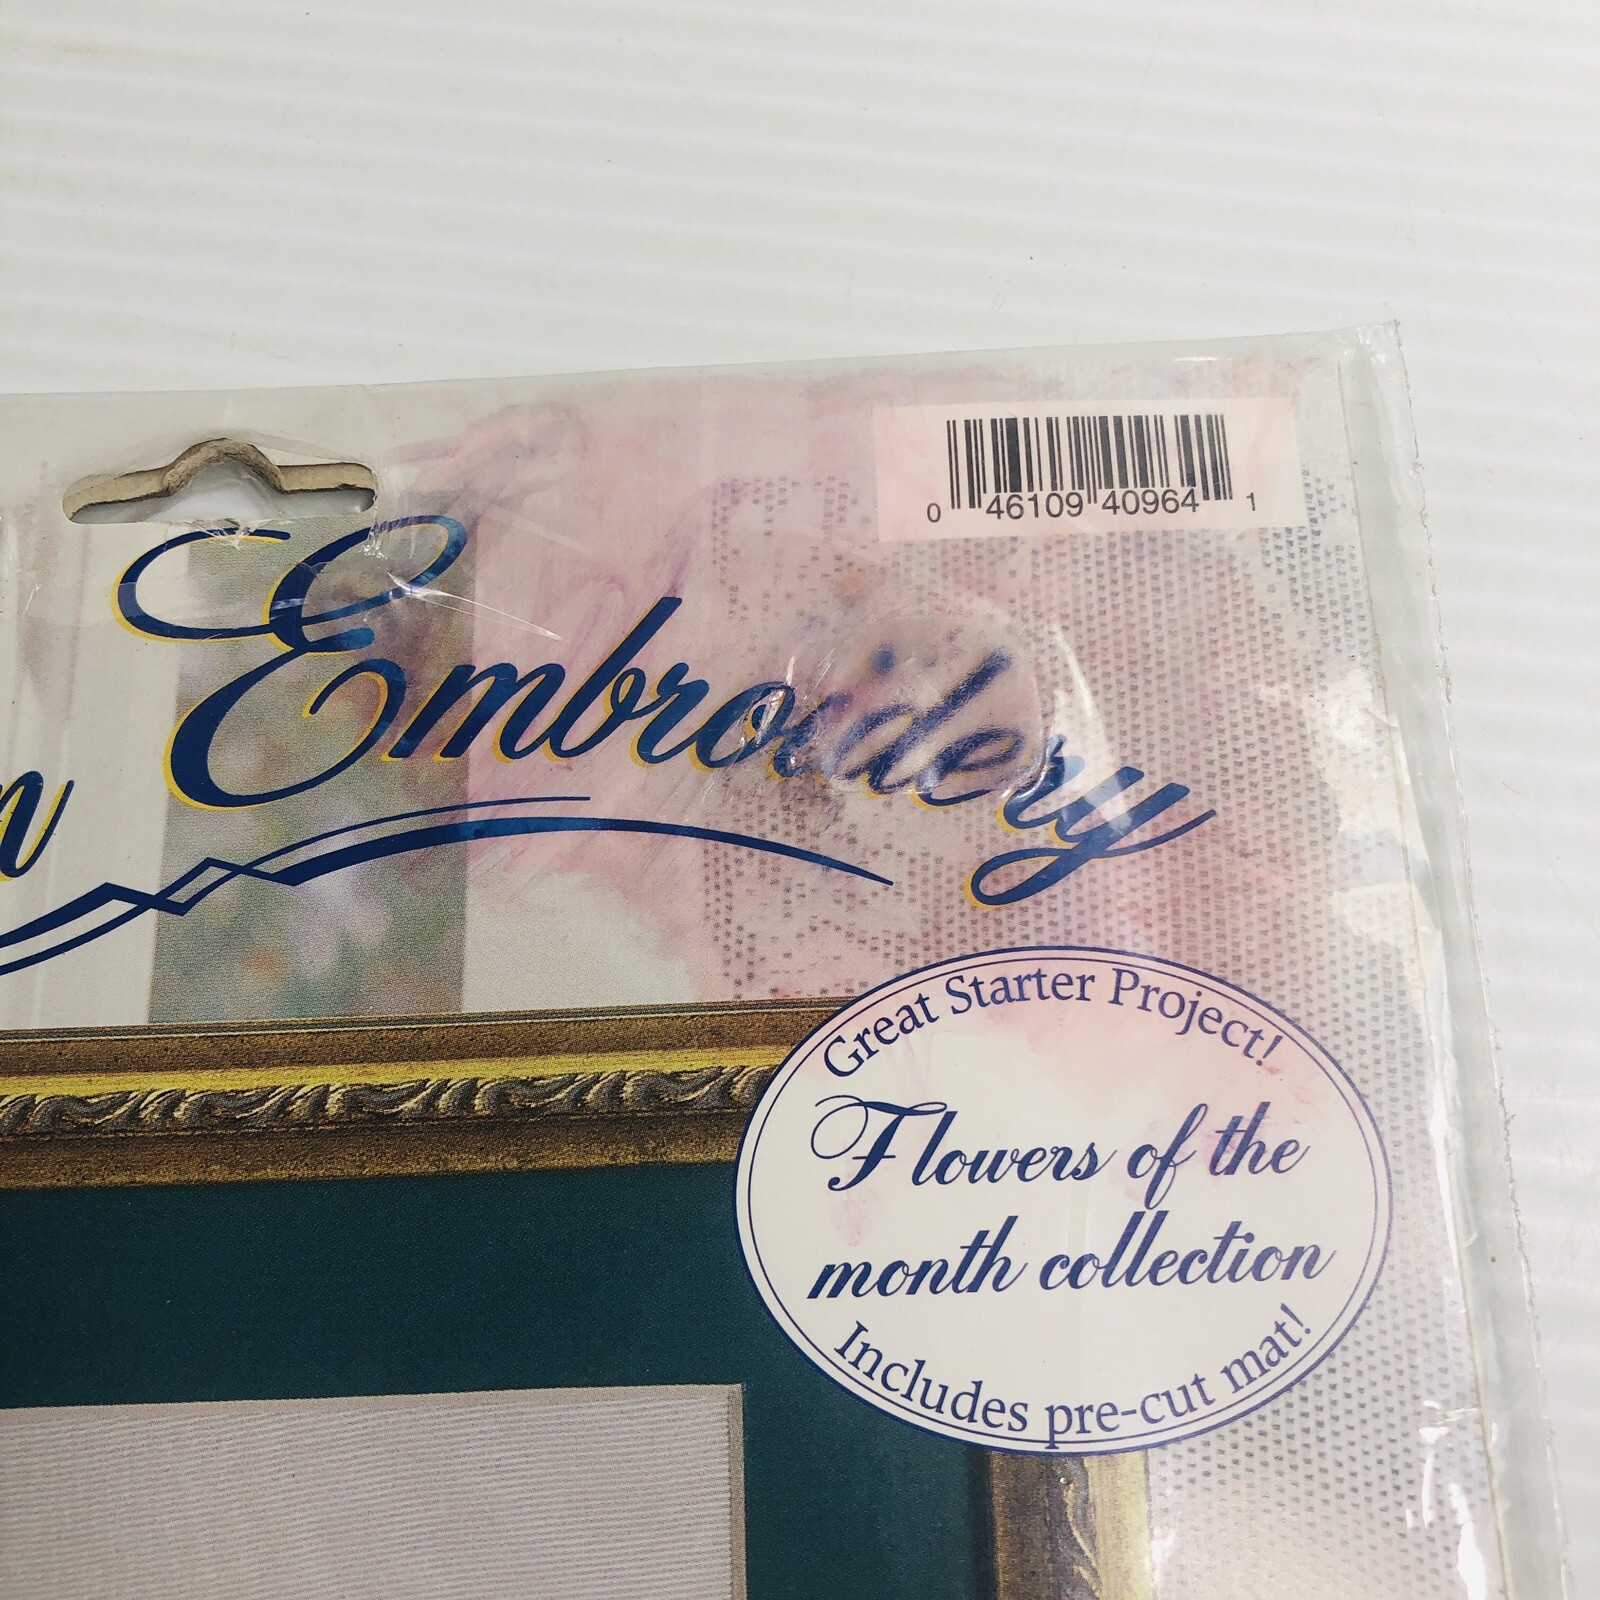 0 46109 40964 1
Embroidery
Great Starter Project!
Flowers of the
month collection
Includes pre-cut mat!